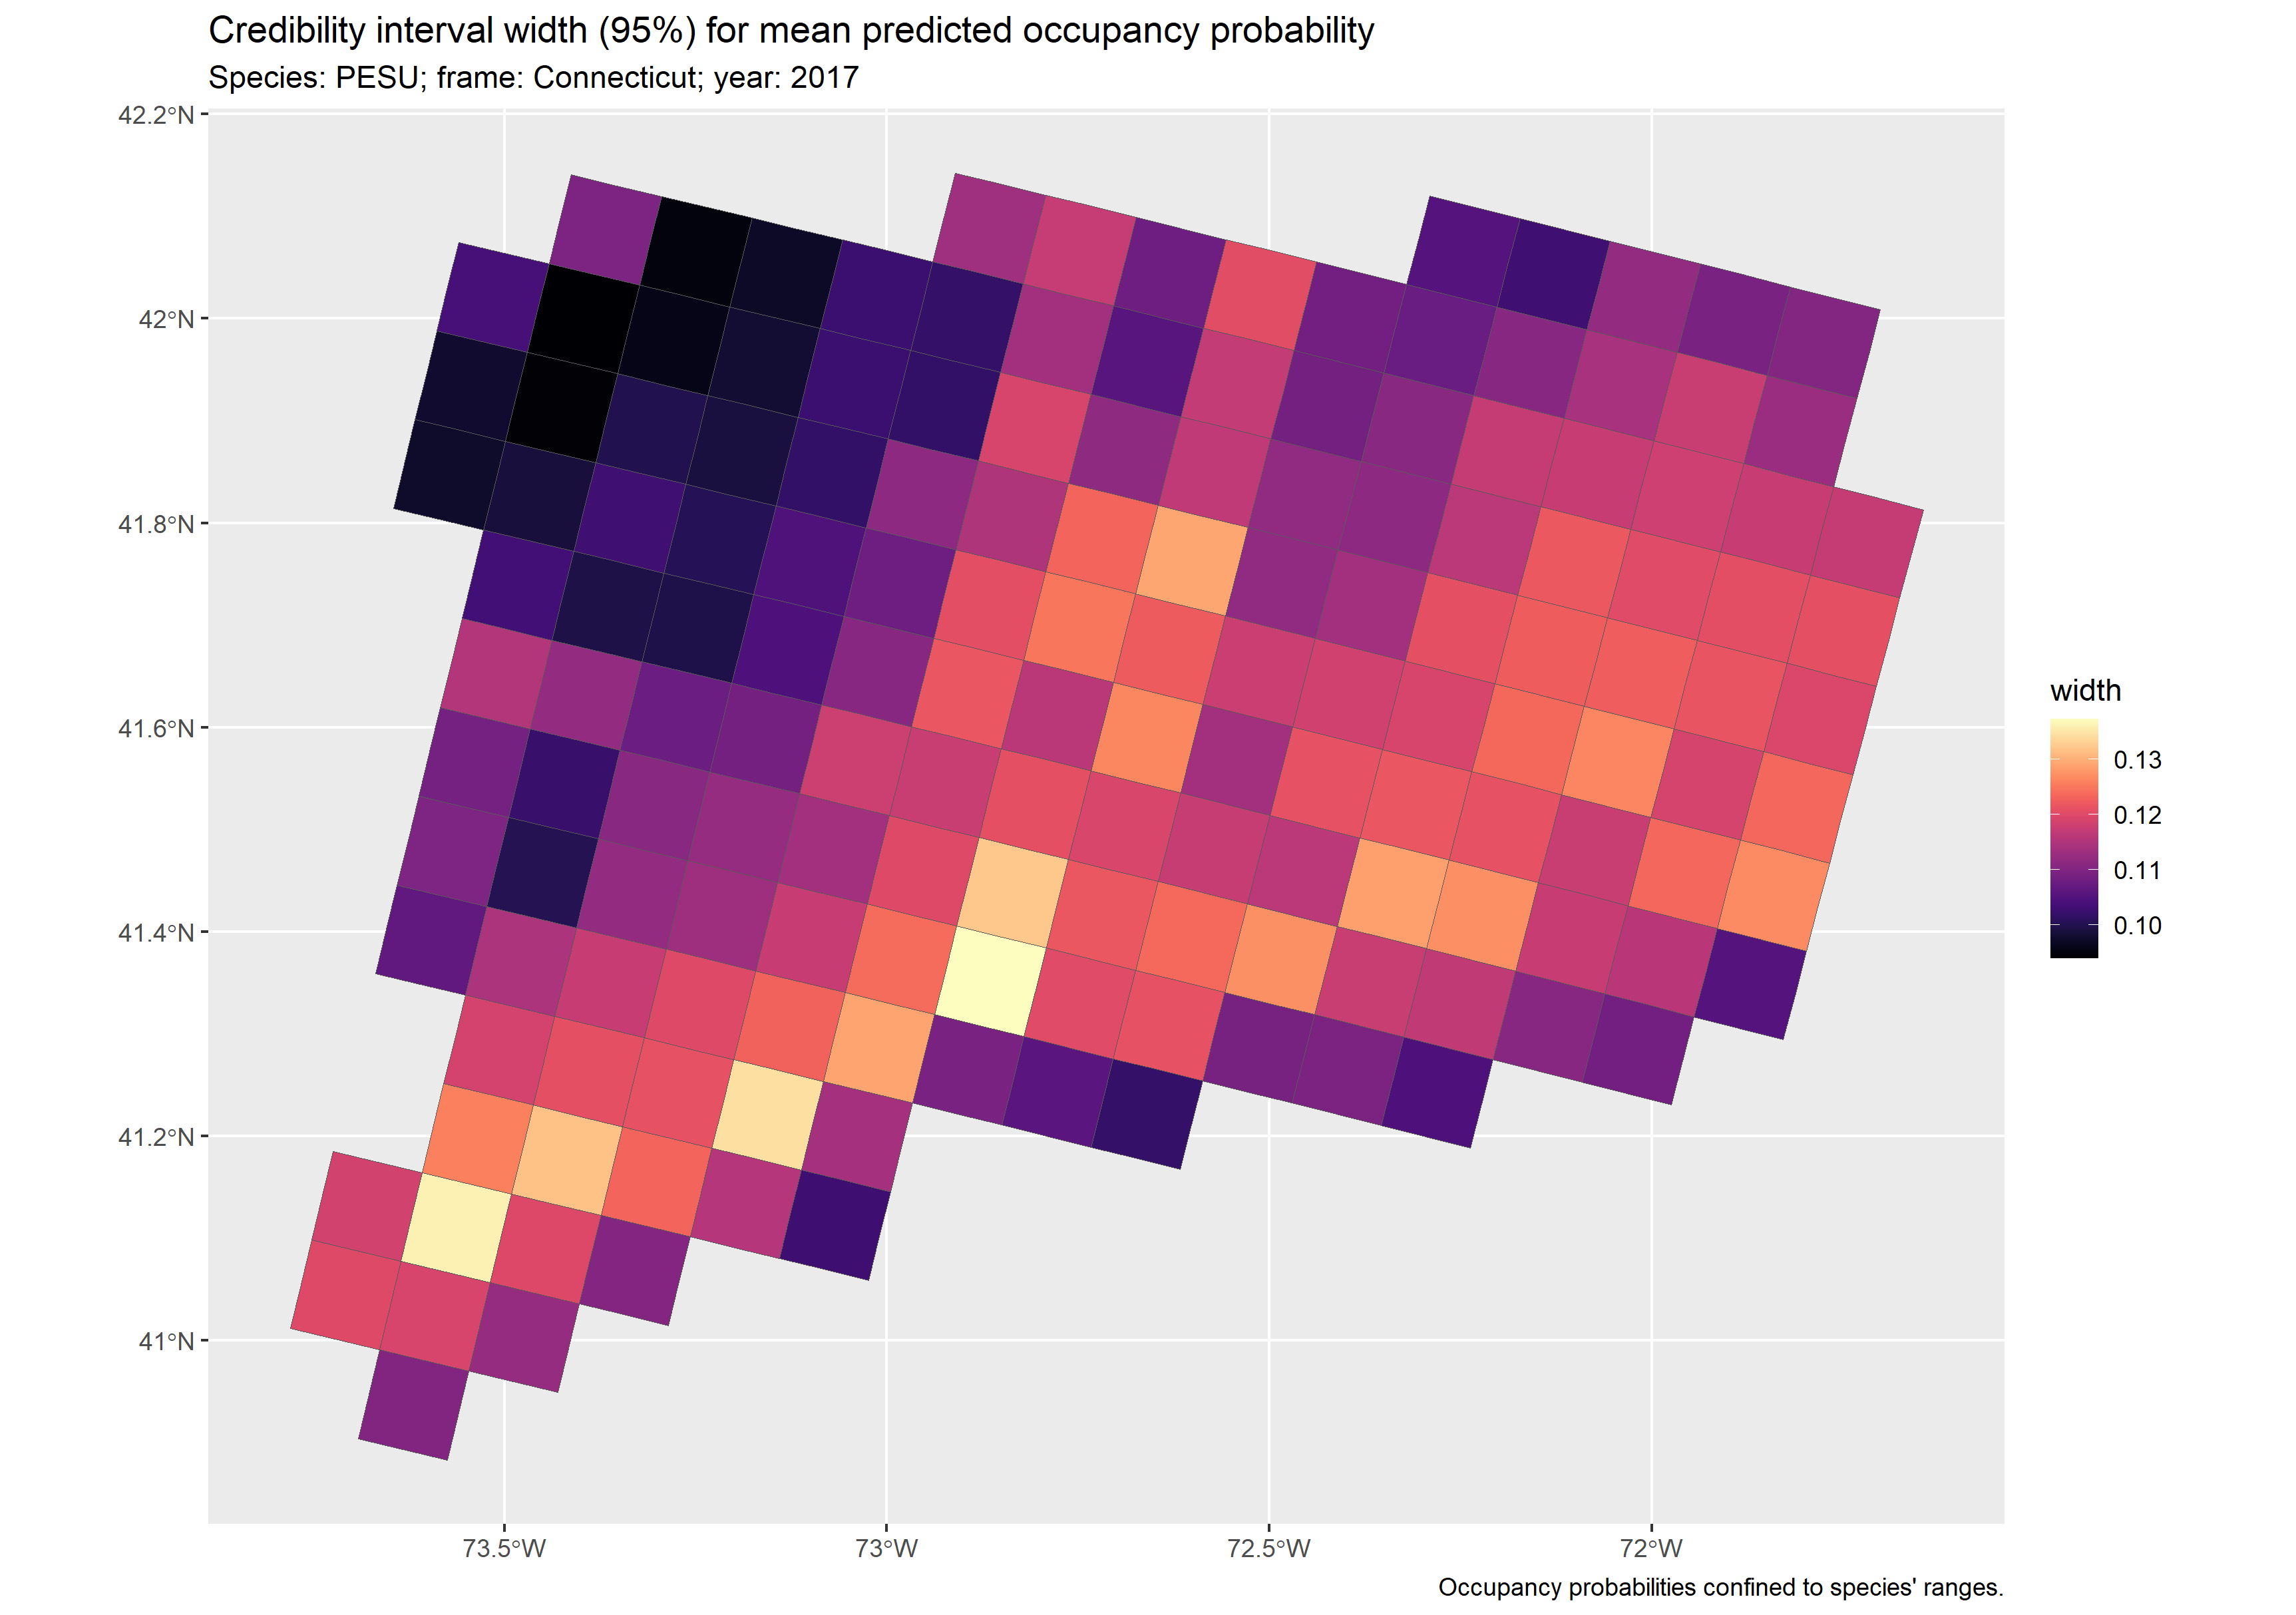 Credibility interval width (95%) for mean predicted occupancy probability
Species: PESU; frame: Connecticut; year: 2017
42.2°N
42°N
41.8°N
41.6°N
41.4°N
41.2°N
41°N
73.5°W
73°W
72.5°W
72°W
width
0.13
0.12
0.11
0.10
Occupancy probabilities confined to species' ranges.